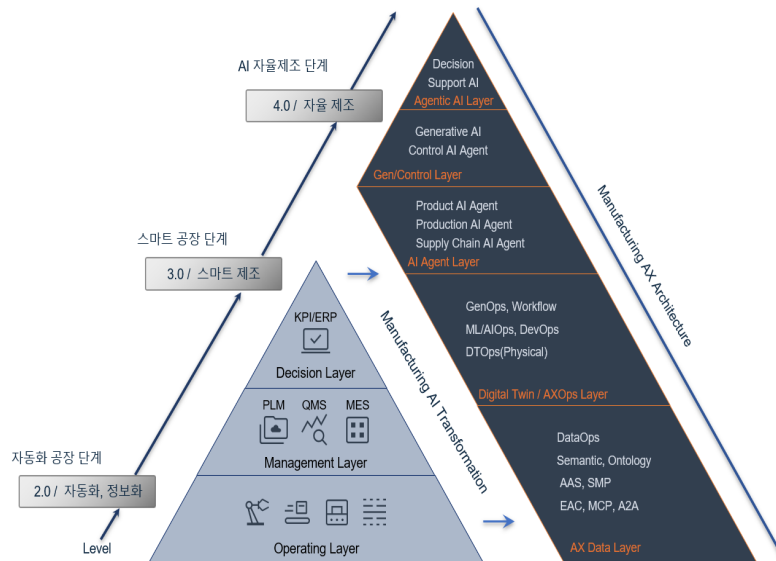 AI 자율제조 단계
4.0 / 자율 제조
스마트 공장 단계
3.0 / 스마트 제조
자동화 공장 단계
2.0 / 자동화, 정보화
Level
KPI/ERP
Decision Layer
PLM QMS MES
Management Layer
Operating Layer
Manufacturing AI Transformation
Decision
Support AI
Agentic AI Layer
Generative AI
Control AI Agent
Gen/Control Layer
Product AI Agent
Production AI Agent
Supply Chain AI Agent
AI Agent Layer
GenOps, Workflow
ML/AIOps, DevOps
DTOps(Physical)
Digital Twin / AXOps Layer
DataOps
Semantic, Ontology
AAS, SMP
EAC, MCP, A2A
AX Data Layer
Manufacturing AX Architecture